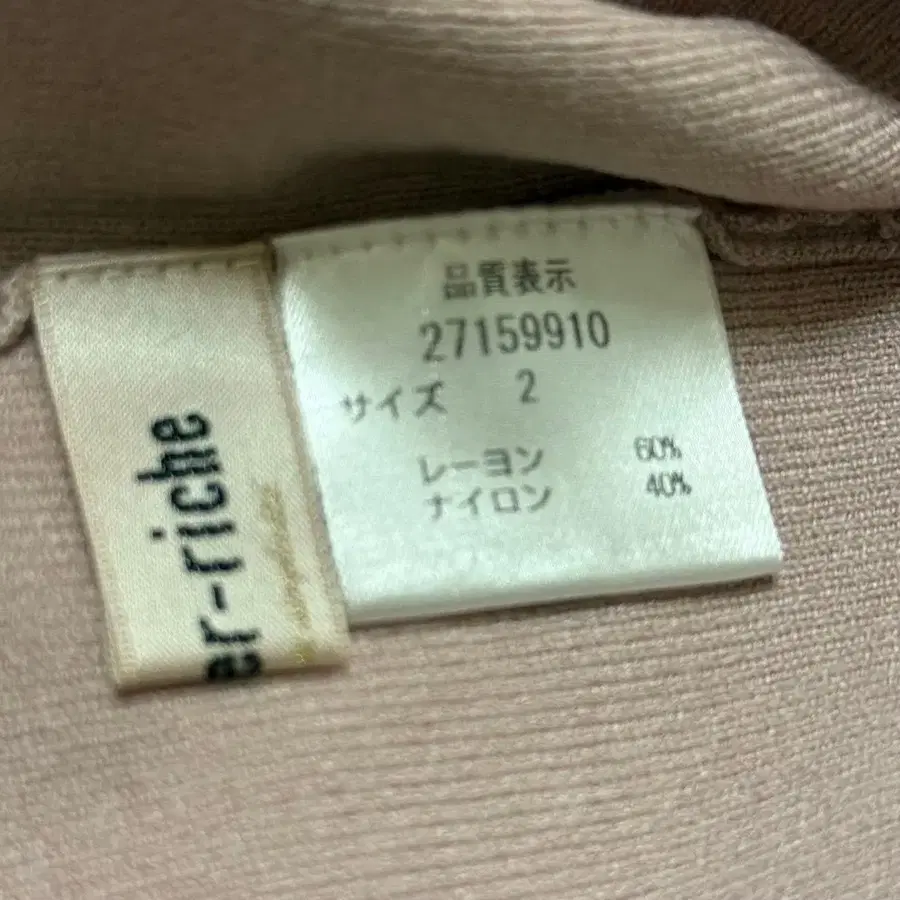 er-riche
品質表示
27159910
サイズ 2
レーヨン 60%
ナイロン 40%